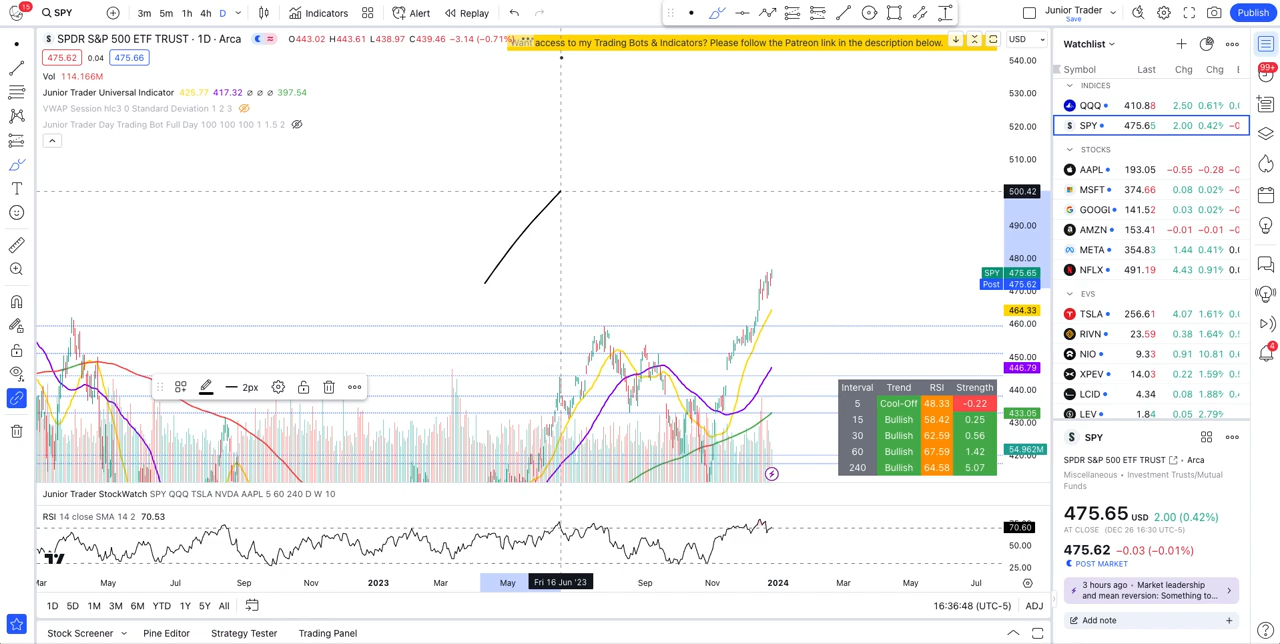 15 SPY 3m 5m 1h 4h D Indicators Alert Replay Junior Trader Save Publish
SPDR S&P 500 ETF TRUST · 1D · Arca O443.02 H443.61 L438.97 C439.46 −3.14 (−0.71%)
Want access to my Trading Bots & Indicators? Please follow the Patreon link in the description below.
USD
475.62 0.04 475.66
Vol 114.166M
Junior Trader Universal Indicator 425.77 417.32 ø ø ø 397.54
VWAP Session hlc3 0 Standard Deviation 1 2 3
Junior Trader Day Trading Bot Full Day 100 100 100 1 1.5 2
540.00
530.00
520.00
510.00
500.42
490.00
480.00
SPY 475.65
Post 475.62
470.00
464.33
460.00
450.00
446.79
440.00
433.05
430.00
54.962M
420.00
2px
Interval Trend RSI Strength
5 Cool-Off 48.33 -0.22
15 Bullish 58.42 0.25
30 Bullish 62.59 0.56
60 Bullish 67.59 1.42
240 Bullish 64.58 5.07
Junior Trader StockWatch SPY QQQ TSLA NVDA AAPL 5 60 240 D W 10
RSI 14 close SMA 14 2 70.53
70.60
50.00
25.00
Mar May Jul Sep Nov 2023 Mar May Fri 16 Jun '23 Sep Nov 2024 Mar May Jul
1D 5D 1M 3M 6M YTD 1Y 5Y All 16:36:48 (UTC-5) ADJ
Stock Screener Pine Editor Strategy Tester Trading Panel
Watchlist
Symbol Last Chg Chg
INDICES
QQQ 410.88 2.50 0.61%
SPY 475.65 2.00 0.42%
STOCKS
AAPL 193.05 −0.55 −0.28
MSFT 374.66 0.08 0.02%
GOOGL 141.52 0.03 0.02%
AMZN 153.41 −0.01 −0.01
META 354.83 1.44 0.41%
NFLX 491.19 4.43 0.91%
EVS
TSLA 256.61 4.07 1.61%
RIVN 23.59 0.38 1.64%
NIO 9.33 0.91 10.81
XPEV 14.03 0.22 1.59%
LCID 4.34 0.08 1.88%
LEV 1.84 0.05 2.79%
SPY
SPDR S&P 500 ETF TRUST · Arca
Miscellaneous · Investment Trusts/Mutual
Funds
475.65 USD 2.00 (0.42%)
AT CLOSE (DEC 26 16:30 UTC-5)
475.62 −0.03 (−0.01%)
POST MARKET
3 hours ago · Market leadership
and mean reversion: Something to...
Add note
99+
4